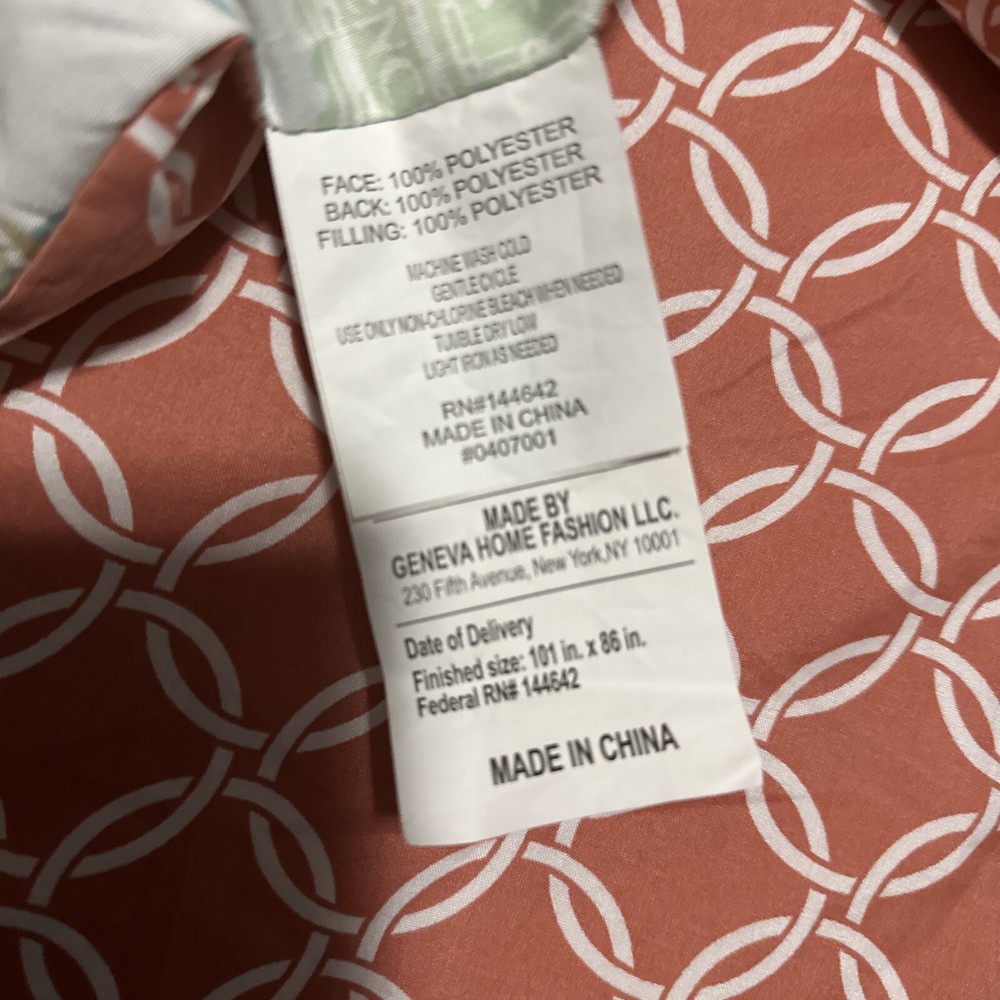 FACE: 100% POLYESTER
BACK: 100% POLYESTER
FILLING: 100% POLYESTER
MACHINE WASH COLD
GENTLE CYCLE
USE ONLY NON-CHLORINE BLEACH WHEN NEEDED
TUMBLE DRY LOW
LIGHT IRON AS NEEDED
RN#144642
MADE IN CHINA
#0407001
MADE BY
GENEVA HOME FASHION LLC.
230 Fifth Avenue, New York,NY 10001
Date of Delivery
Finished size: 101 in. x 86 in.
Federal RN# 144642
MADE IN CHINA